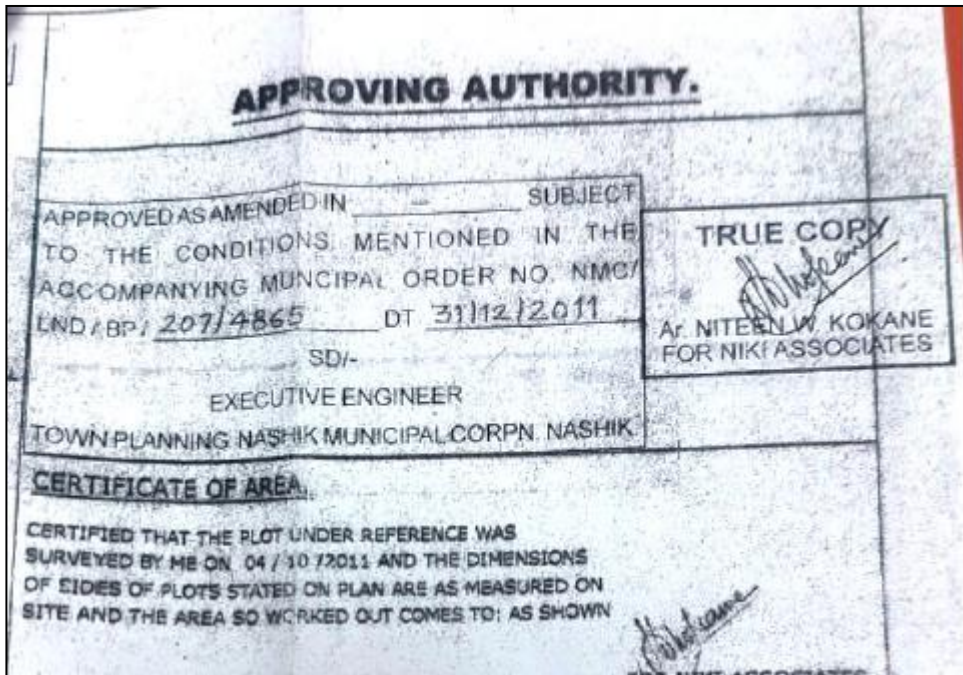 APPROVING AUTHORITY.
APPROVED AS AMENDED IN - SUBJECT
TO THE CONDITIONS MENTIONED IN THE
ACCOMPANYING MUNCIPAL ORDER NO. NMC/
LND/BP/ 207/4865 DT 31/12/2011
SD/-
EXECUTIVE ENGINEER
TOWN PLANNING NASHIK MUNICIPAL CORPN. NASHIK
TRUE COPY
Ar. NITEEN W. KOKANE
FOR NIKI ASSOCIATES
CERTIFICATE OF AREA.
CERTIFIED THAT THE PLOT UNDER REFERENCE WAS
SURVEYED BY ME ON 04 / 10 /2011 AND THE DIMENSIONS
OF SIDES OF PLOTS STATED ON PLAN ARE AS MEASURED ON
SITE AND THE AREA SO WORKED OUT COMES TO: AS SHOWN
FOR NIKI ASSOCIATES